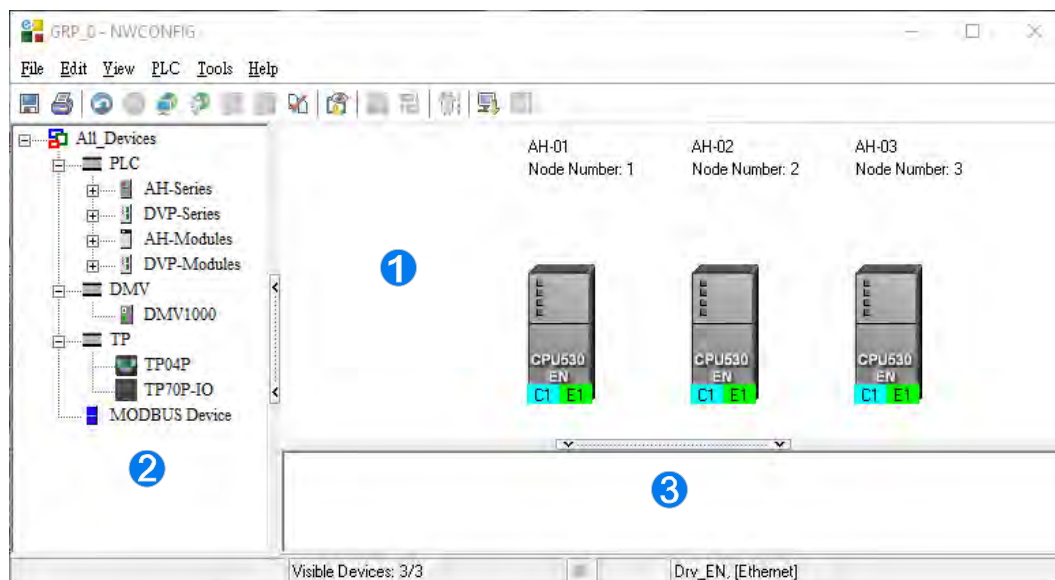 GRP_0 - NWCONFIG
File Edit View PLC Tools Help
All_Devices
PLC
AH-Series
DVP-Series
AH-Modules
DVP-Modules
DMV
DMV1000
TP
TP04P
TP70P-IO
MODBUS Device
2
AH-01
Node Number: 1
AH-02
Node Number: 2
AH-03
Node Number: 3
1
CPU530
EN
C1 E1
CPU530
EN
C1 E1
CPU530
EN
C1 E1
3
Visible Devices: 3/3
Drv_EN, [Ethernet]